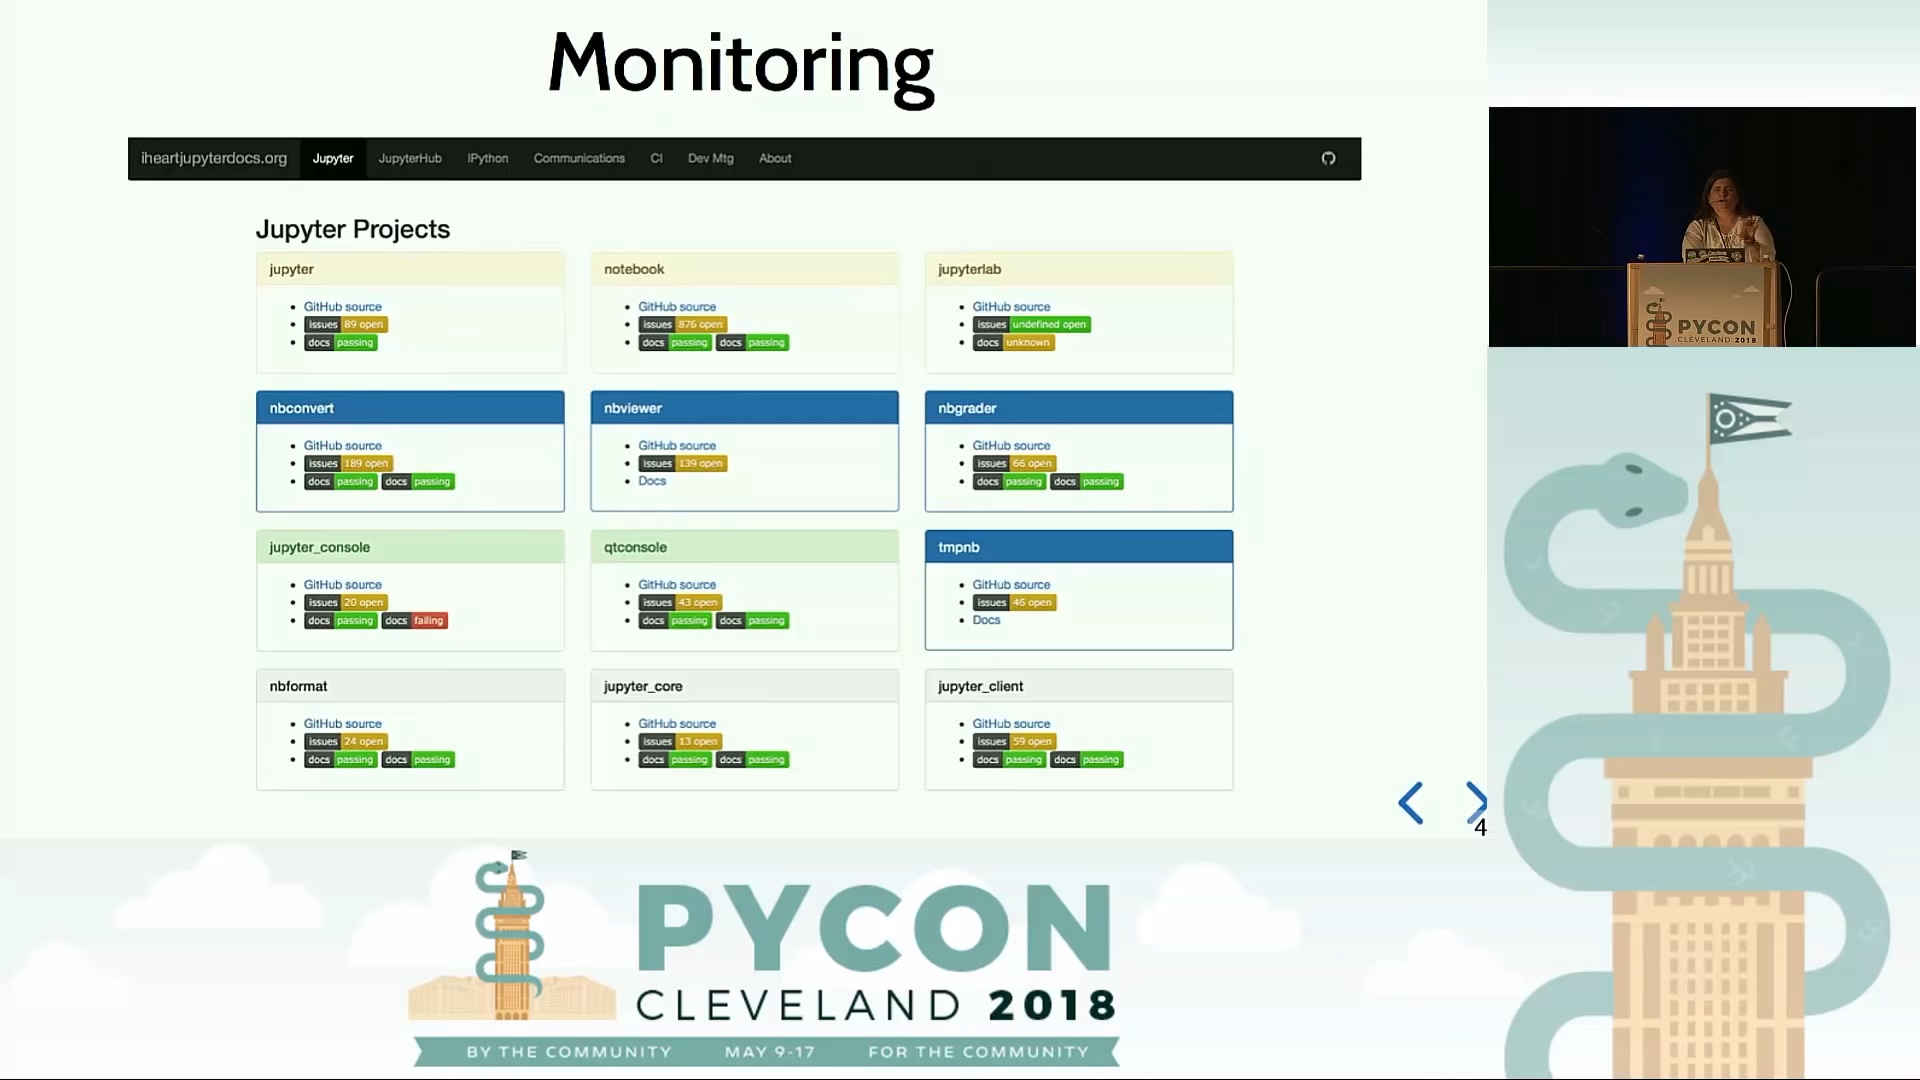 Monitoring
iheartjupyterdocs.org Jupyter JupyterHub IPython Communications CI Dev Mtg About
Jupyter Projects
jupyter
GitHub source
issues 89 open
docs passing
notebook
GitHub source
issues 876 open
docs passing docs passing
jupyterlab
GitHub source
issues undefined open
docs unknown
nbconvert
GitHub source
issues 189 open
docs passing docs passing
nbviewer
GitHub source
issues 139 open
Docs
nbgrader
GitHub source
issues 66 open
docs passing docs passing
jupyter_console
GitHub source
issues 20 open
docs passing docs failing
qtconsole
GitHub source
issues 43 open
docs passing docs passing
tmpnb
GitHub source
issues 46 open
Docs
nbformat
GitHub source
issues 24 open
docs passing docs passing
jupyter_core
GitHub source
issues 13 open
docs passing docs passing
jupyter_client
GitHub source
issues 59 open
docs passing docs passing
4
PYCON
CLEVELAND 2018
PYCON
CLEVELAND 2018
BY THE COMMUNITY MAY 9-17 FOR THE COMMUNITY